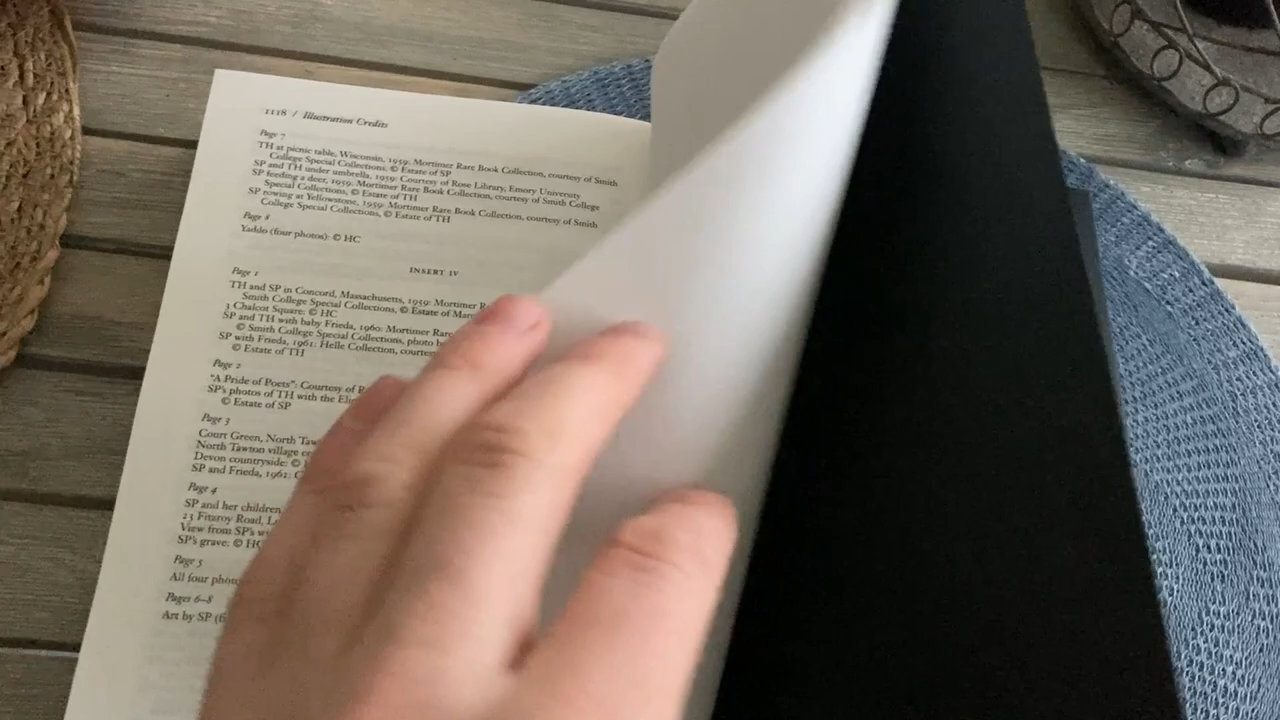 1118 / Illustration Credits
Page 7
TH at picnic table, Wisconsin, 1959: Mortimer Rare Book Collection, courtesy of Smith
College Special Collections, © Estate of SP
SP and TH under umbrella, 1959: Courtesy of Rose Library, Emory University
SP feeding a deer, 1959: Mortimer Rare Book Collection, courtesy of Smith College
Special Collections, © Estate of TH
SP rowing at Yellowstone, 1959: Mortimer Rare Book Collection, courtesy of Smith
College Special Collections, © Estate of TH
Page 8
Yaddo (four photos): © HC
INSERT IV
Page 1
TH and SP in Concord, Massachusetts, 1959: Mortimer R
Smith College Special Collections, © Estate of Mar
3 Chalcot Square: © HC
SP and TH with baby Frieda, 1960: Mortimer Rare
© Smith College Special Collections, photo b
SP with Frieda, 1961: Helle Collection, courtes
© Estate of TH
Page 2
"A Pride of Poets": Courtesy of R
SP's photos of TH with the Eli
© Estate of SP
Page 3
Court Green, North Taw
North Tawton village ce
Devon countryside: ©
SP and Frieda, 1962: C
Page 4
SP and her children,
23 Fitzroy Road, L
View from SP's w
SP's grave: © HC
Page 5
All four photo
Pages 6–8
Art by SP (fi